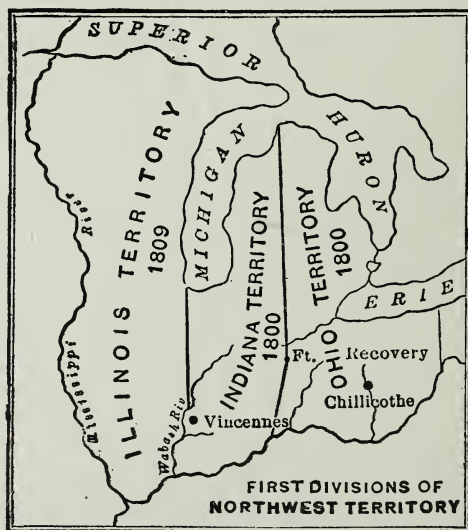 SUPERIOR
HURON
MICHIGAN
ILLINOIS TERRITORY
1809
River
Mississippi
INDIANA TERRITORY
1800
OHIO TERRITORY
1800
ERIE
Ft. Recovery
Chillicothe
Vincennes
Wabash Riv
FIRST DIVISIONS OF
NORTHWEST TERRITORY